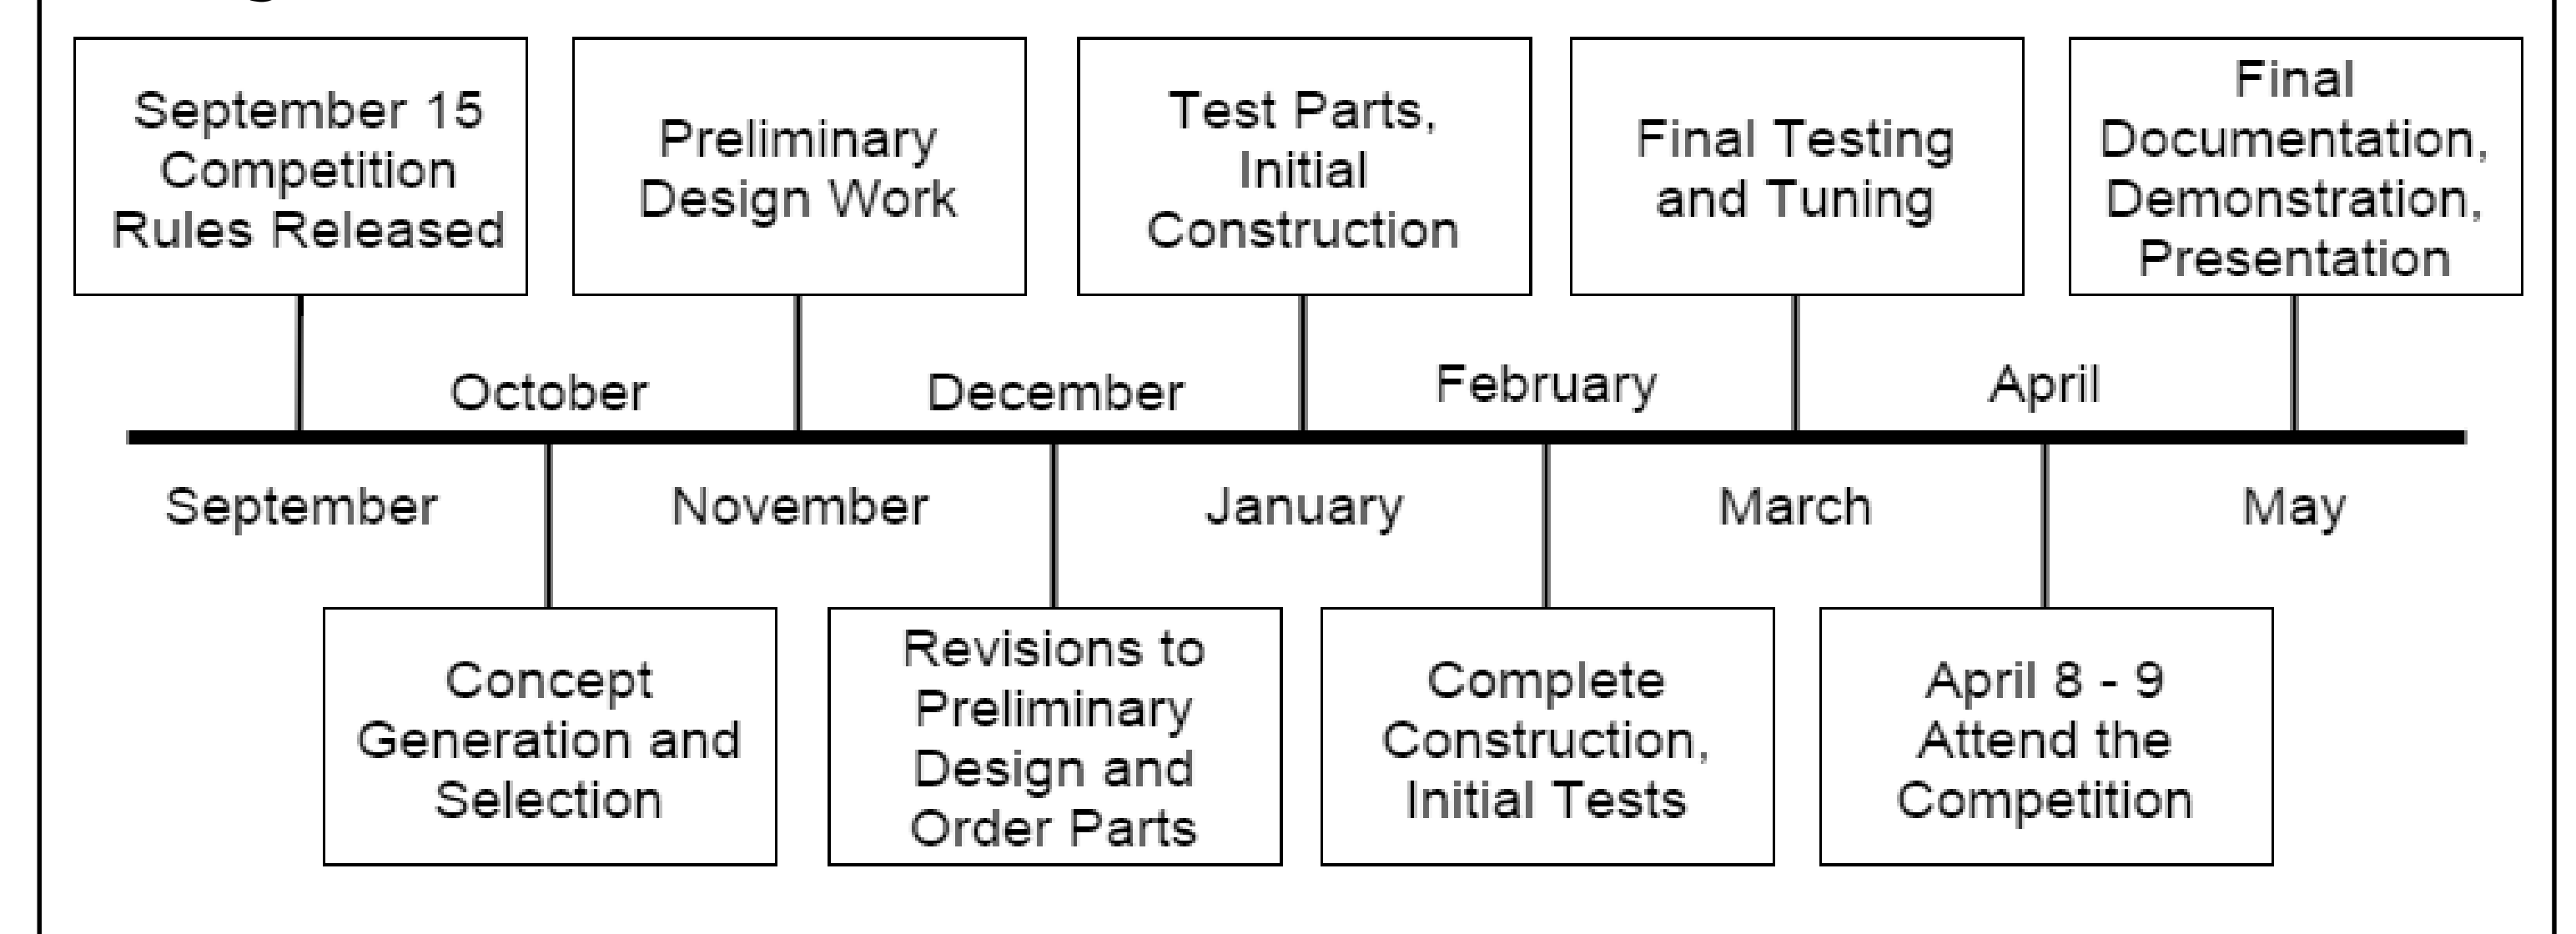 September 15
Competition
Rules Released
Preliminary
Design Work
Test Parts,
Initial
Construction
Final Testing
and Tuning
Final
Documentation,
Demonstration,
Presentation
October
December
February
April
September
November
January
March
May
Concept
Generation and
Selection
Revisions to
Preliminary
Design and
Order Parts
Complete
Construction,
Initial Tests
April 8 - 9
Attend the
Competition